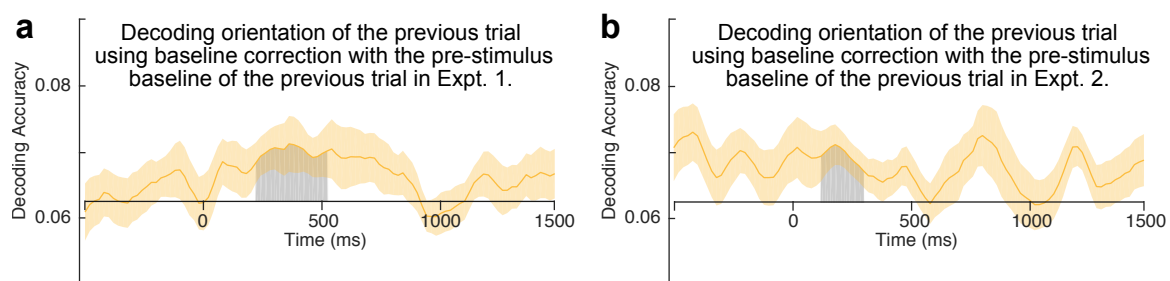 a
Decoding orientation of the previous trial
using baseline correction with the pre-stimulus
baseline of the previous trial in Expt. 1.
Decoding Accuracy
0.08
0.06
0
500
1000
1500
Time (ms)
b
Decoding orientation of the previous trial
using baseline correction with the pre-stimulus
baseline of the previous trial in Expt. 2.
Decoding Accuracy
0.08
0.06
0
500
1000
1500
Time (ms)